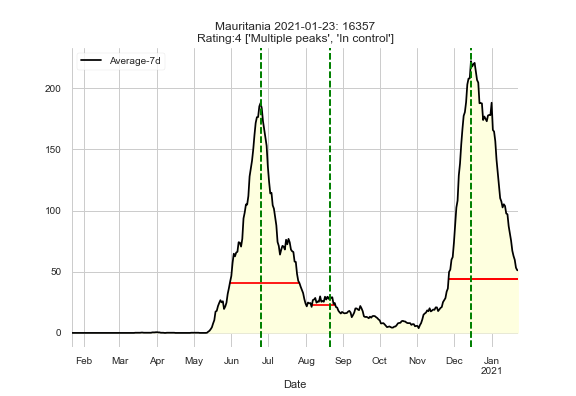 Mauritania 2021-01-23: 16357
Rating:4 ['Multiple peaks', 'In control']
Average-7d
200
150
100
50
0
Feb Mar Apr May Jun Jul Aug Sep Oct Nov Dec Jan
2021
Date